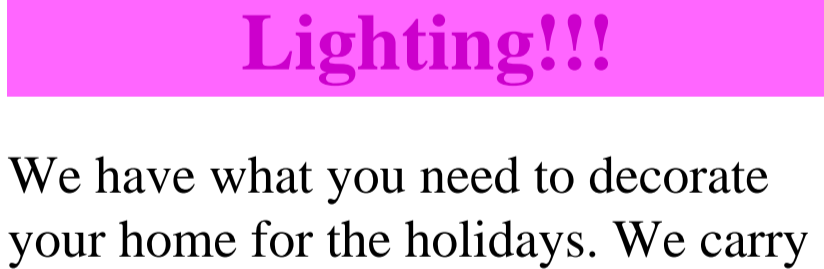 Lighting!!!
We have what you need to decorate
your home for the holidays. We carry